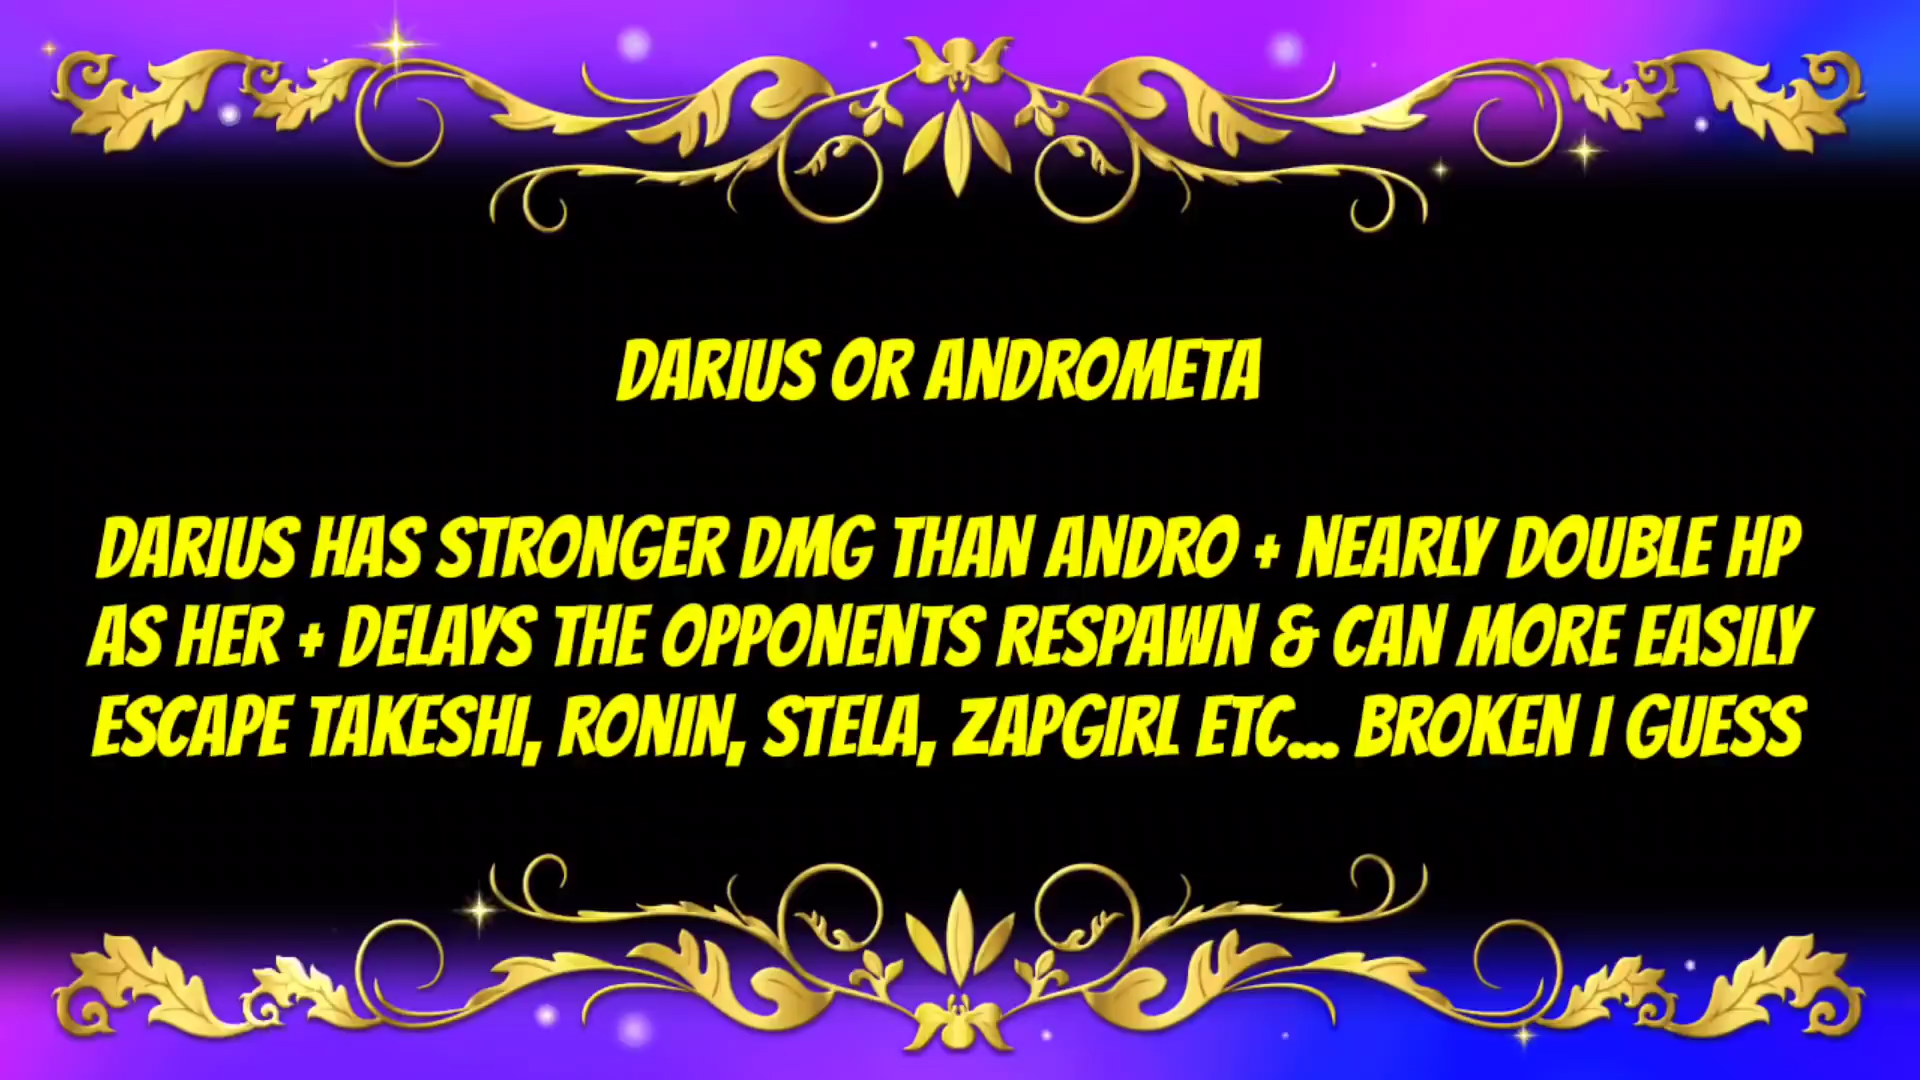 DARIUS OR ANDROMETA
DARIUS HAS STRONGER DMG THAN ANDRO + NEARLY DOUBLE HP
AS HER + DELAYS THE OPPONENTS RESPAWN & CAN MORE EASILY
ESCAPE TAKESHI, RONIN, STELA, ZAPGIRL ETC... BROKEN I GUESS